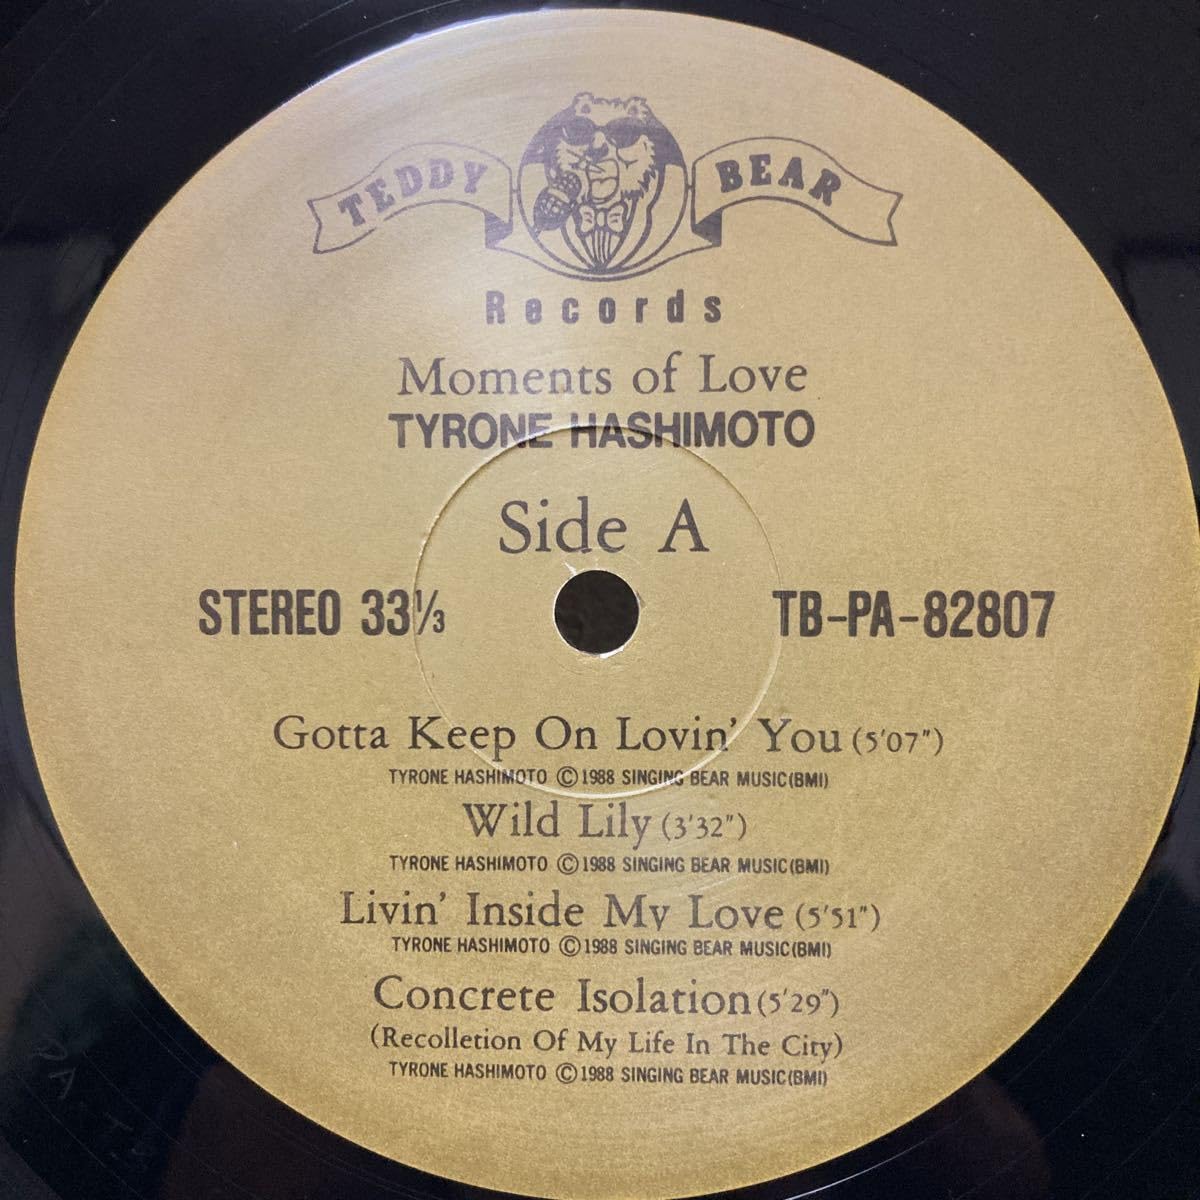 TEDDY BEAR
Records
Moments of Love
TYRONE HASHIMOTO
Side A
STEREO 33⅓
TB-PA-82807
Gotta Keep On Lovin' You (5'07")
TYRONE HASHIMOTO ©1988 SINGING BEAR MUSIC(BMI)
Wild Lily (3'32")
TYRONE HASHIMOTO ©1988 SINGING BEAR MUSIC(BMI)
Livin' Inside My Love (5'51")
TYRONE HASHIMOTO ©1988 SINGING BEAR MUSIC(BMI)
Concrete Isolation (5'29")
(Recolletion Of My Life In The City)
TYRONE HASHIMOTO ©1988 SINGING BEAR MUSIC(BMI)